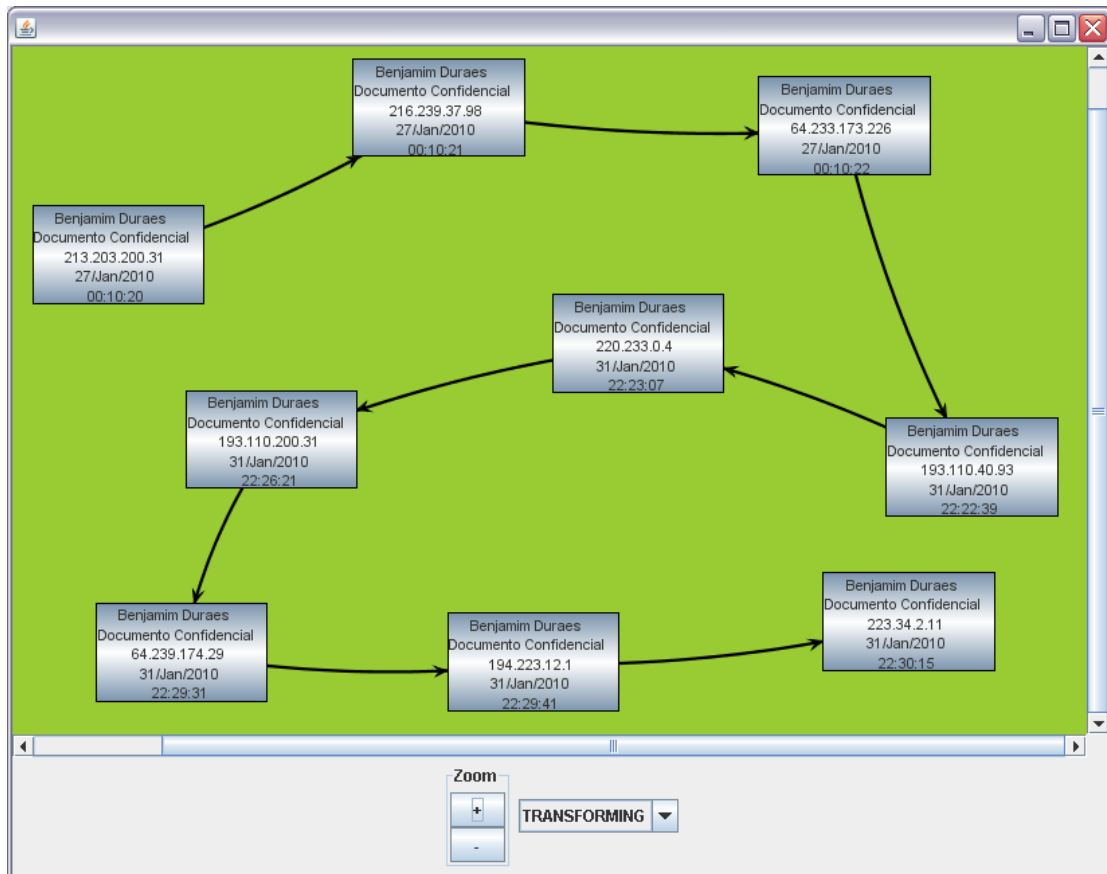 Benjamim Duraes
Documento Confidencial
216.239.37.98
27/Jan/2010
00:10:21
Benjamim Duraes
Documento Confidencial
64.233.173.226
27/Jan/2010
00:10:22
Benjamim Duraes
Documento Confidencial
213.203.200.31
27/Jan/2010
00:10:20
Benjamim Duraes
Documento Confidencial
220.233.0.4
31/Jan/2010
22:23:07
Benjamim Duraes
Documento Confidencial
193.110.200.31
31/Jan/2010
22:26:21
Benjamim Duraes
Documento Confidencial
193.110.40.93
31/Jan/2010
22:22:39
Benjamim Duraes
Documento Confidencial
64.239.174.29
31/Jan/2010
22:29:31
Benjamim Duraes
Documento Confidencial
194.223.12.1
31/Jan/2010
22:29:41
Benjamim Duraes
Documento Confidencial
223.34.2.11
31/Jan/2010
22:30:15
Zoom
+
TRANSFORMING
-